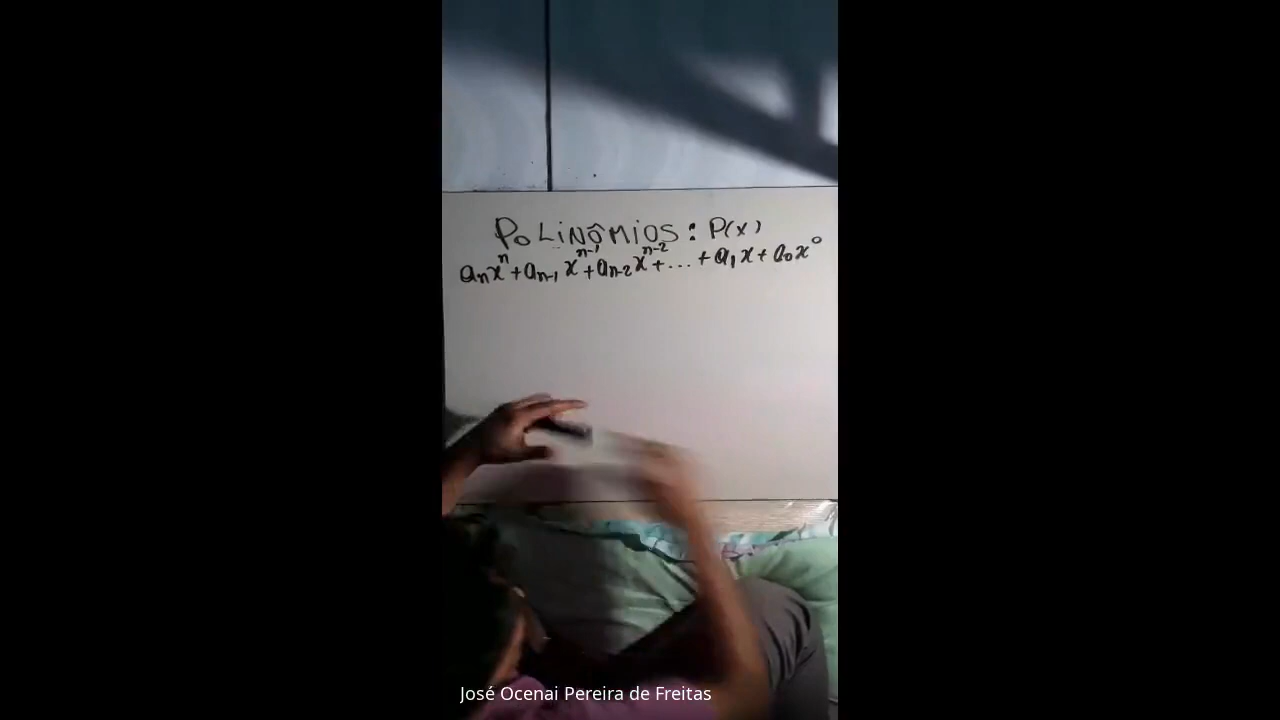 POLINÔMIOS: P(x)
aₙxⁿ + aₙ₋₁xⁿ⁻¹ + aₙ₋₂xⁿ⁻² + ... + a₁x + a₀x⁰
José Ocenai Pereira de Freitas